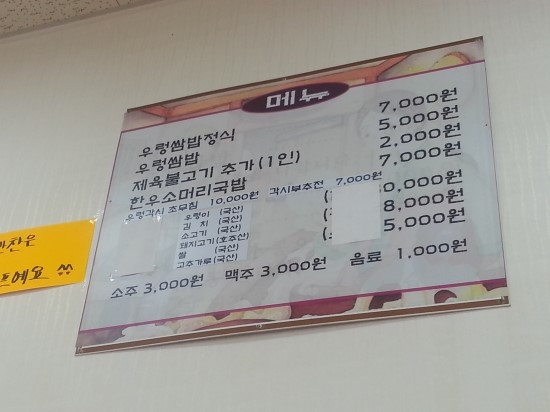 메뉴
우렁쌈밥정식 7,000원
우렁쌈밥 5,000원
제육불고기 추가(1인) 2,000원
한우소머리국밥 7,000원
우렁각시 초무침 10,000원 각시부추전 7,000원
우렁이 (국산)
김치 (국산)
소고기 (국산)
돼지고기(호주산)
쌀 (국산)
고추가루(국산)
0,000원
8,000원
5,000원
소주 3,000원 맥주 3,000원 음료 1,000원
반찬은
예요